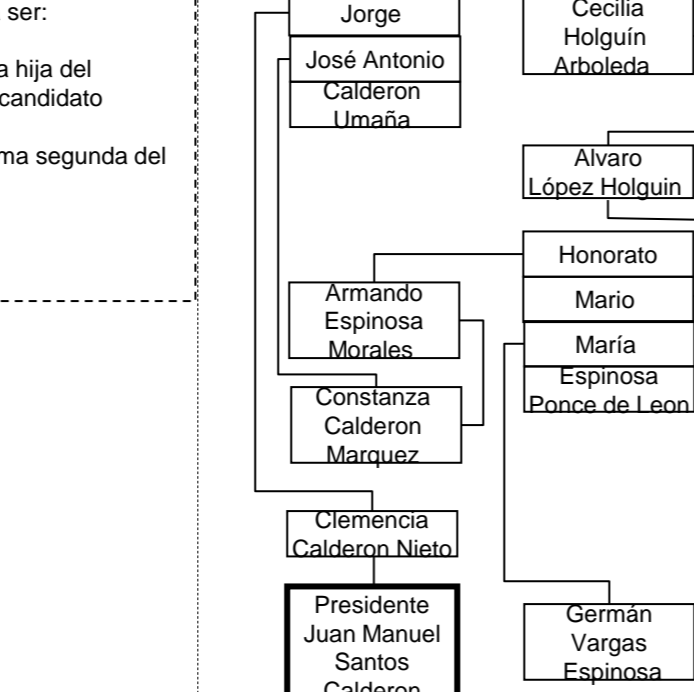 ser:
a hija del
candidato
ma segunda del
Jorge
José Antonio
Calderon
Umaña
Cecilia
Holguín
Arboleda
Alvaro
López Holguin
Honorato
Mario
María
Espinosa
Ponce de Leon
Armando
Espinosa
Morales
Constanza
Calderon
Marquez
Clemencia
Calderon Nieto
Presidente
Juan Manuel
Santos
Calderon
Germán
Vargas
Espinosa